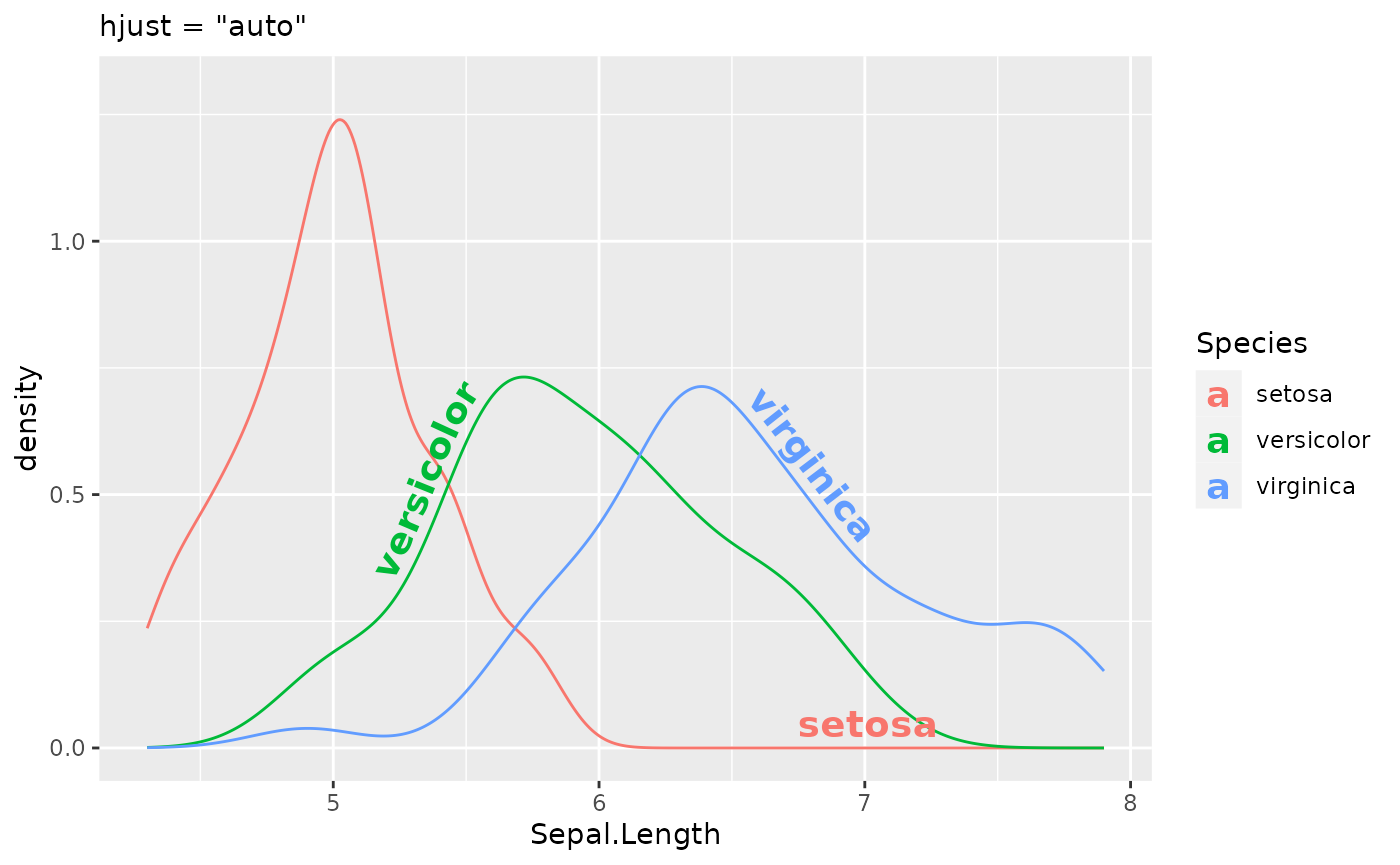 hjust = "auto"
density
1.0
0.5
0.0
versicolor
virginica
setosa
5
6
7
8
Sepal.Length
Species
a setosa
a versicolor
a virginica